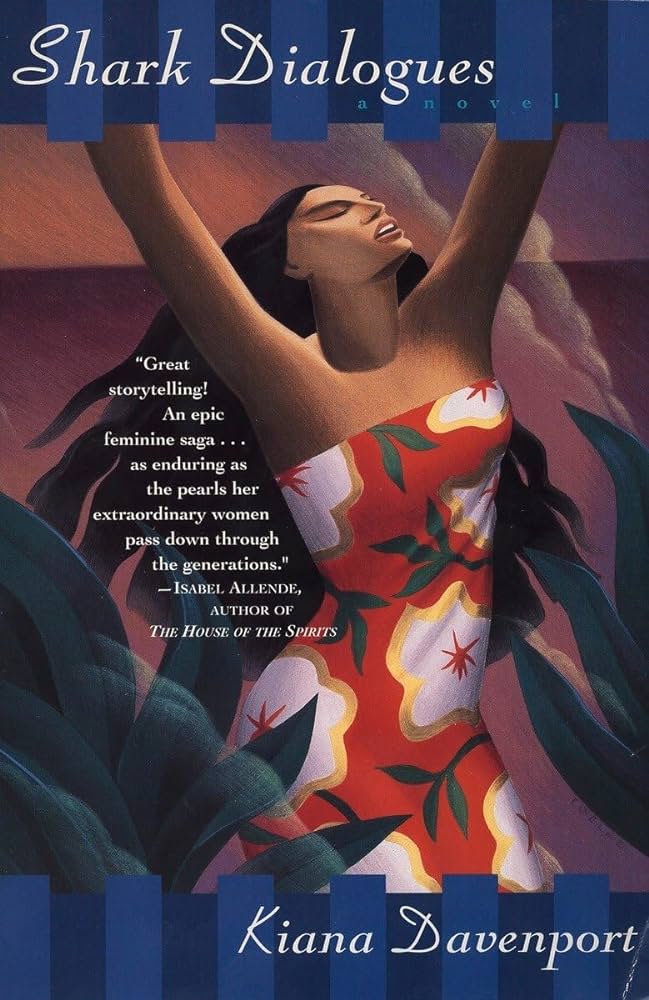 Shark Dialogues
a novel
"Great
storytelling!
An epic
feminine saga . . .
as enduring as
the pearls her
extraordinary women
pass down through
the generations."
—ISABEL ALLENDE,
AUTHOR OF
THE HOUSE OF THE SPIRITS
Kiana Davenport